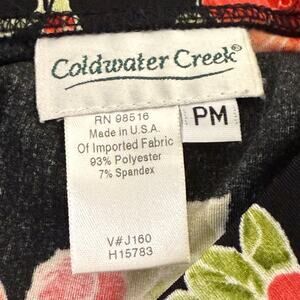 Coldwater Creek®
RN 98516
Made in U.S.A.
Of Imported Fabric
93% Polyester
7% Spandex
V#J160
H15783
PM